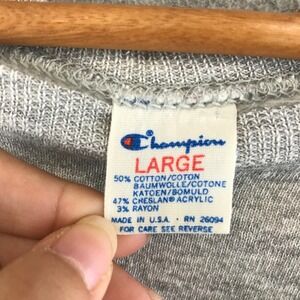 Champion
LARGE
50% COTTON/COTON
BAUMWOLLE/COTONE
KATOEN/BOMULD
47% CRESLAN® ACRYLIC
3% RAYON
MADE IN U.S.A. • RN 26094
FOR CARE SEE REVERSE